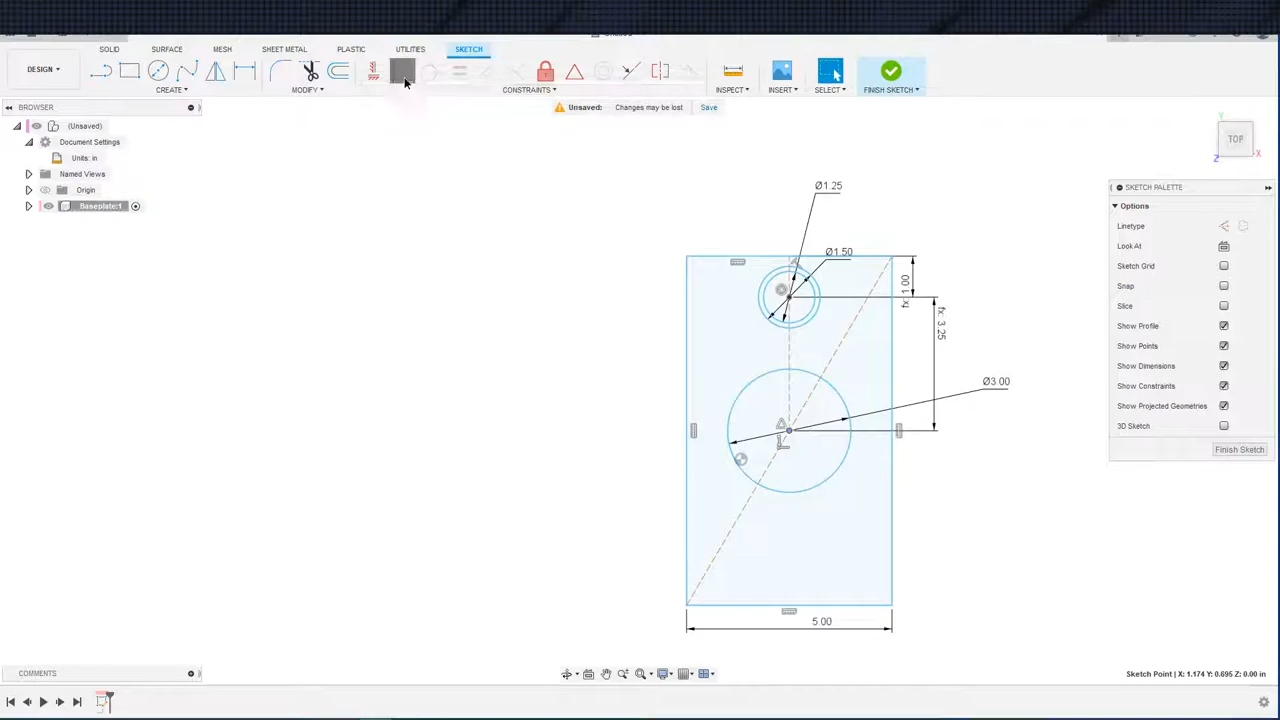 SOLID SURFACE MESH SHEET METAL PLASTIC UTILITIES SKETCH
DESIGN
CREATE MODIFY CONSTRAINTS INSPECT INSERT SELECT FINISH SKETCH
BROWSER
Unsaved: Changes may be lost Save
(Unsaved)
Document Settings
Units: in
Named Views
Origin
Baseplate:1
Y
TOP
X
Z
SKETCH PALETTE
Options
Linetype
Look At
Sketch Grid
Snap
Slice
Show Profile
Show Points
Show Dimensions
Show Constraints
Show Projected Geometries
3D Sketch
Finish Sketch
Ø1.25
Ø1.50
fx: 1.00
fx: 3.25
Ø3.00
5.00
COMMENTS
Sketch Point | X: 1.174 Y: 0.695 Z: 0.00 in